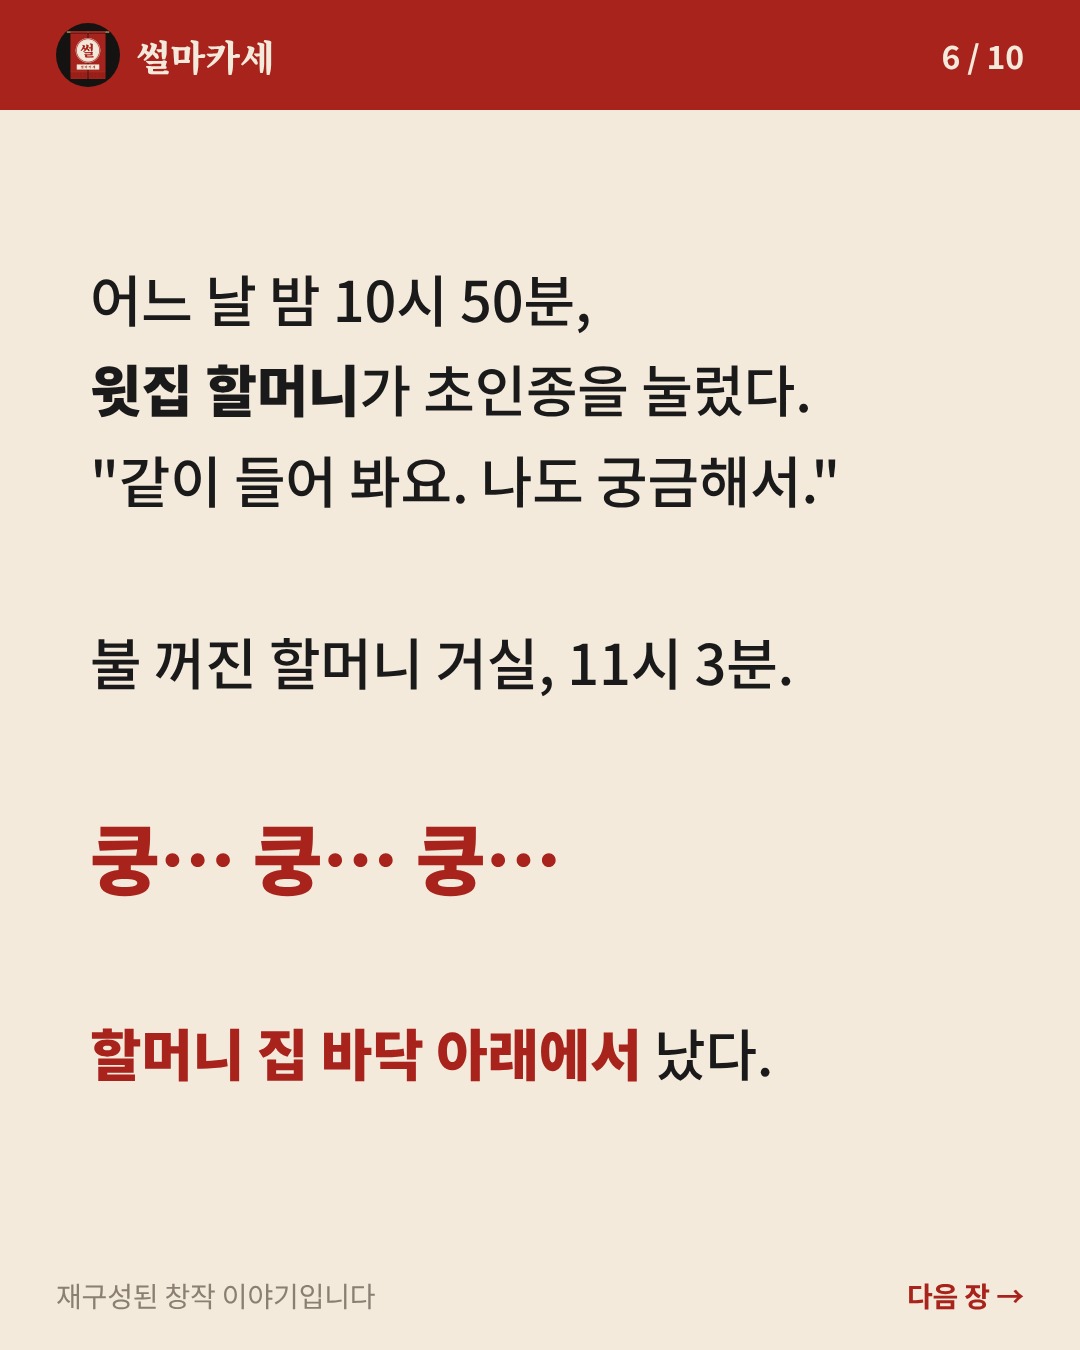 썰
썰마카세
6 / 10
어느 날 밤 10시 50분,
윗집 할머니가 초인종을 눌렀다.
"같이 들어 봐요. 나도 궁금해서."
불 꺼진 할머니 거실, 11시 3분.
쿵… 쿵… 쿵…
할머니 집 바닥 아래에서 났다.
재구성된 창작 이야기입니다
다음 장 →